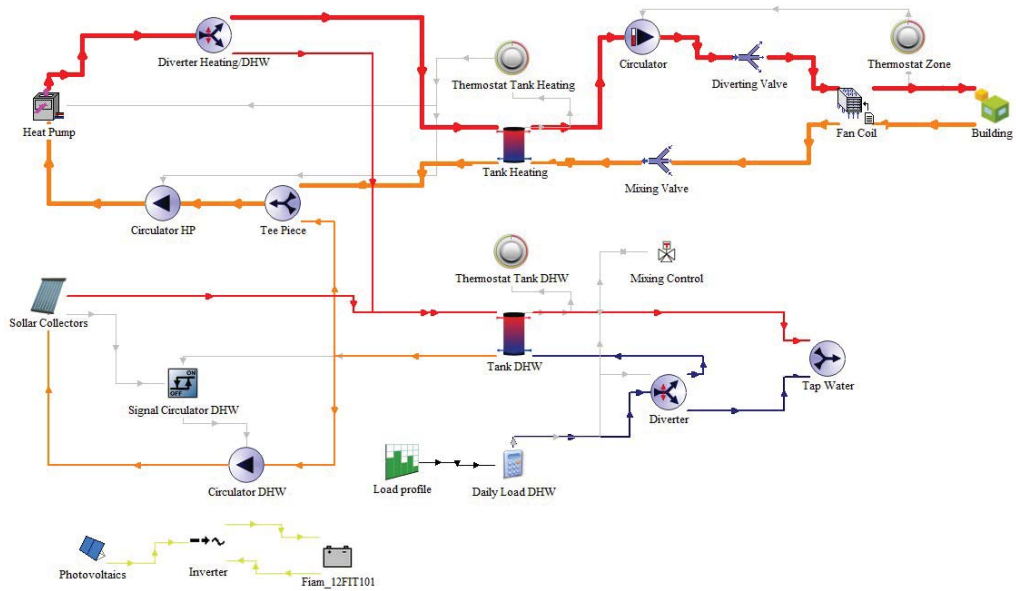 Diverter Heating/DHW
Circulator
Thermostat Zone
Thermostat Tank Heating
Diverting Valve
Heat Pump
Fan Coil
Building
Tank Heating
Mixing Valve
Circulator HP
Tee Piece
Thermostat Tank DHW
Mixing Control
Sollar Collectors
Tank DHW
Tap Water
ON
OFF
Signal Circulator DHW
Diverter
Load profile
Daily Load DHW
Circulator DHW
Photovoltaics
Inverter
Fiam_12FIT101